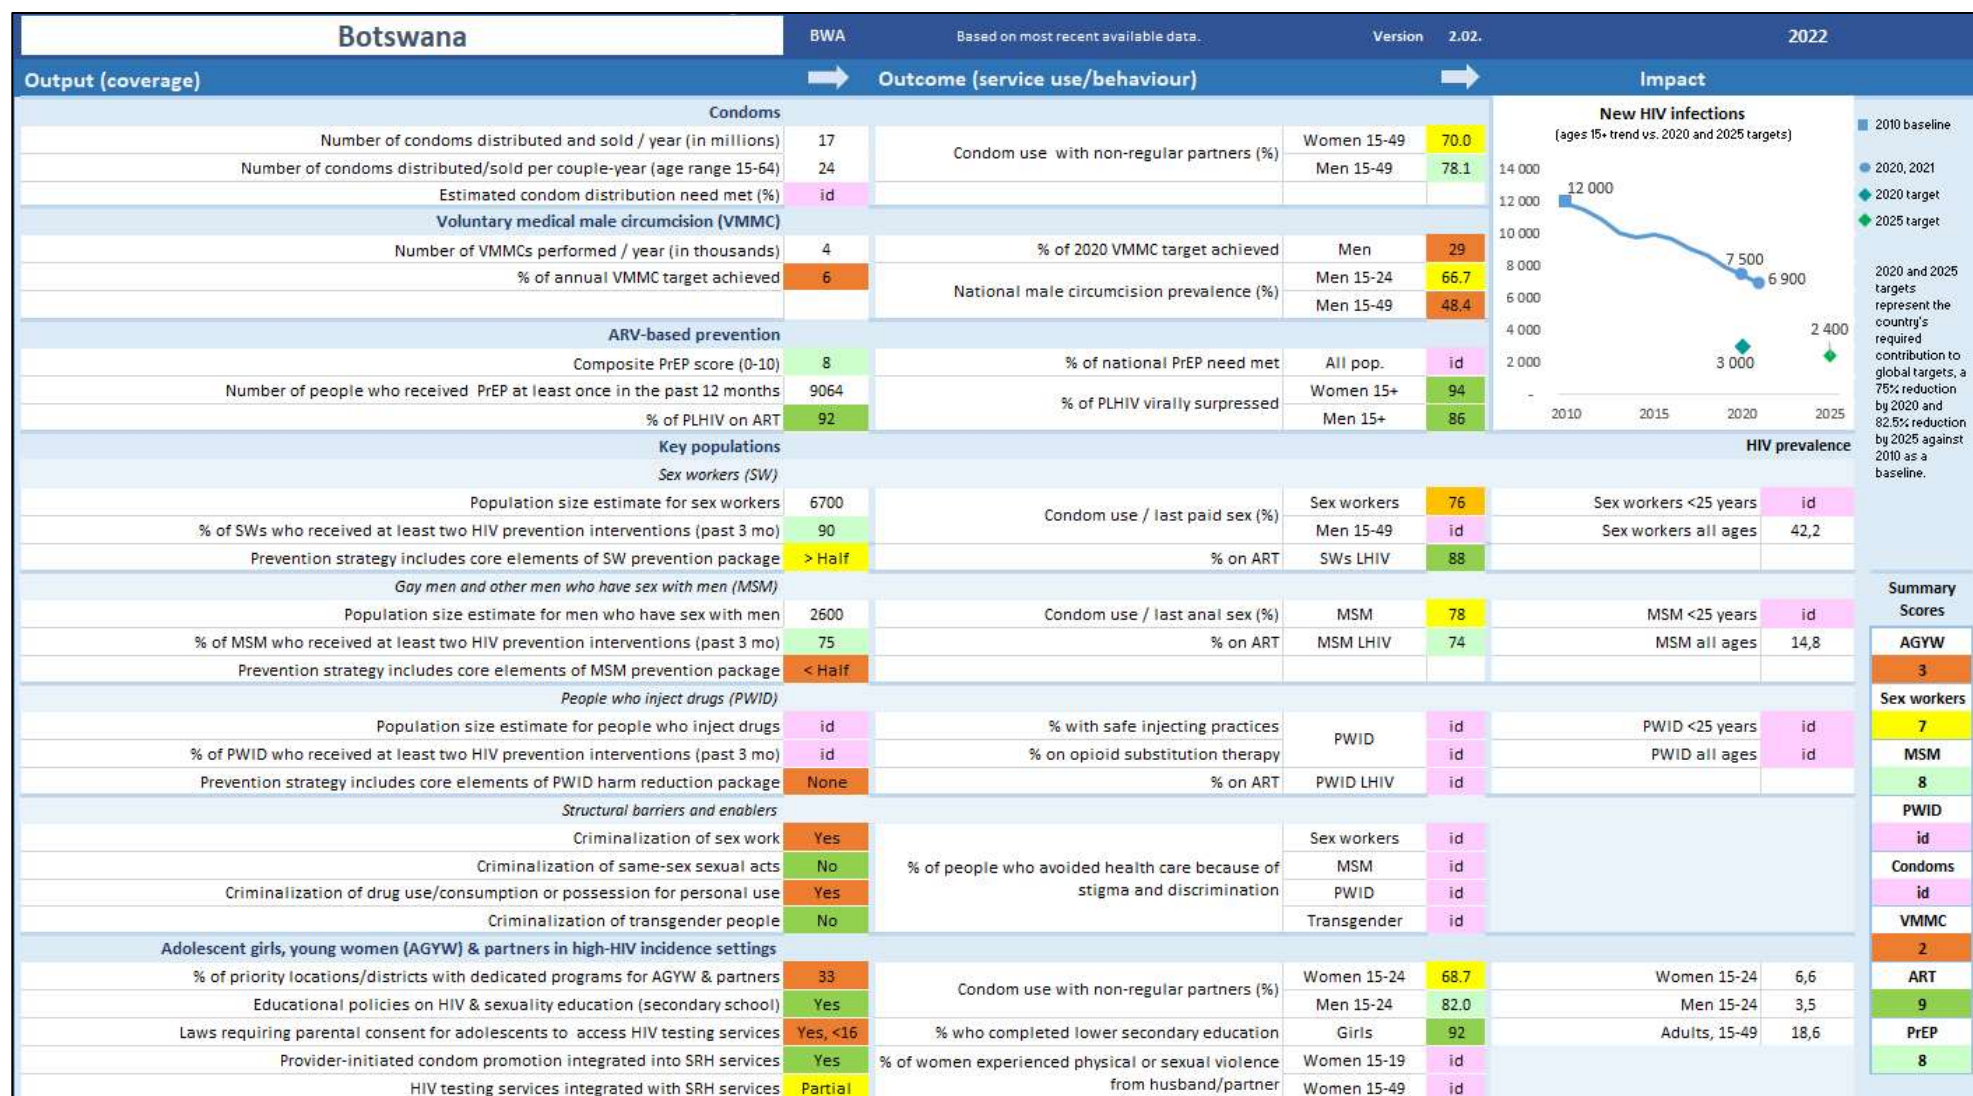 Botswana BWA Based on most recent available data. Version 2.02. 2022
Output (coverage) Outcome (service use/behaviour) Impact
Condoms
Number of condoms distributed and sold / year (in millions) 17
Number of condoms distributed/sold per couple-year (age range 15-64) 24
Estimated condom distribution need met (%) id
Condom use with non-regular partners (%)
Women 15-49 70.0
Men 15-49 78.1
Voluntary medical male circumcision (VMMC)
Number of VMMCs performed / year (in thousands) 4
% of annual VMMC target achieved 6
% of 2020 VMMC target achieved Men 29
National male circumcision prevalence (%)
Men 15-24 66.7
Men 15-49 48.4
ARV-based prevention
Composite PrEP score (0-10) 8
Number of people who received PrEP at least once in the past 12 months 9064
% of PLHIV on ART 92
% of national PrEP need met All pop. id
% of PLHIV virally surpressed
Women 15+ 94
Men 15+ 86
New HIV infections
(ages 15+ trend vs. 2020 and 2025 targets)
14 000
12 000
10 000
8 000
6 000
4 000
2 000
-
12 000
7 500
6 900
2 400
3 000
2010 2015 2020 2025
2010 baseline
2020, 2021
2020 target
2025 target
2020 and 2025
targets
represent the
country's
required
contribution to
global targets, a
75% reduction
by 2020 and
82.5% reduction
by 2025 against
2010 as a
baseline.
Key populations
HIV prevalence
Sex workers (SW)
Population size estimate for sex workers 6700
% of SWs who received at least two HIV prevention interventions (past 3 mo) 90
Prevention strategy includes core elements of SW prevention package > Half
Condom use / last paid sex (%)
Sex workers 76
Men 15-49 id
% on ART SWs LHIV 88
Sex workers <25 years id
Sex workers all ages 42,2
Gay men and other men who have sex with men (MSM)
Population size estimate for men who have sex with men 2600
% of MSM who received at least two HIV prevention interventions (past 3 mo) 75
Prevention strategy includes core elements of MSM prevention package < Half
Condom use / last anal sex (%) MSM 78
% on ART MSM LHIV 74
MSM <25 years id
MSM all ages 14,8
People who inject drugs (PWID)
Population size estimate for people who inject drugs id
% of PWID who received at least two HIV prevention interventions (past 3 mo) id
Prevention strategy includes core elements of PWID harm reduction package None
% with safe injecting practices id
PWID
% on opioid substitution therapy id
% on ART PWID LHIV id
PWID <25 years id
PWID all ages id
Structural barriers and enablers
Criminalization of sex work Yes
Criminalization of same-sex sexual acts No
Criminalization of drug use/consumption or possession for personal use Yes
Criminalization of transgender people No
% of people who avoided health care because of
stigma and discrimination
Sex workers id
MSM id
PWID id
Transgender id
Adolescent girls, young women (AGYW) & partners in high-HIV incidence settings
% of priority locations/districts with dedicated programs for AGYW & partners 33
Educational policies on HIV & sexuality education (secondary school) Yes
Laws requiring parental consent for adolescents to access HIV testing services Yes, <16
Provider-initiated condom promotion integrated into SRH services Yes
HIV testing services integrated with SRH services Partial
Condom use with non-regular partners (%)
Women 15-24 68.7
Men 15-24 82.0
% who completed lower secondary education Girls 92
% of women experienced physical or sexual violence
from husband/partner
Women 15-19 id
Women 15-49 id
Women 15-24 6,6
Men 15-24 3,5
Adults, 15-49 18,6
Summary
Scores
AGYW
3
Sex workers
7
MSM
8
PWID
id
Condoms
id
VMMC
2
ART
9
PrEP
8